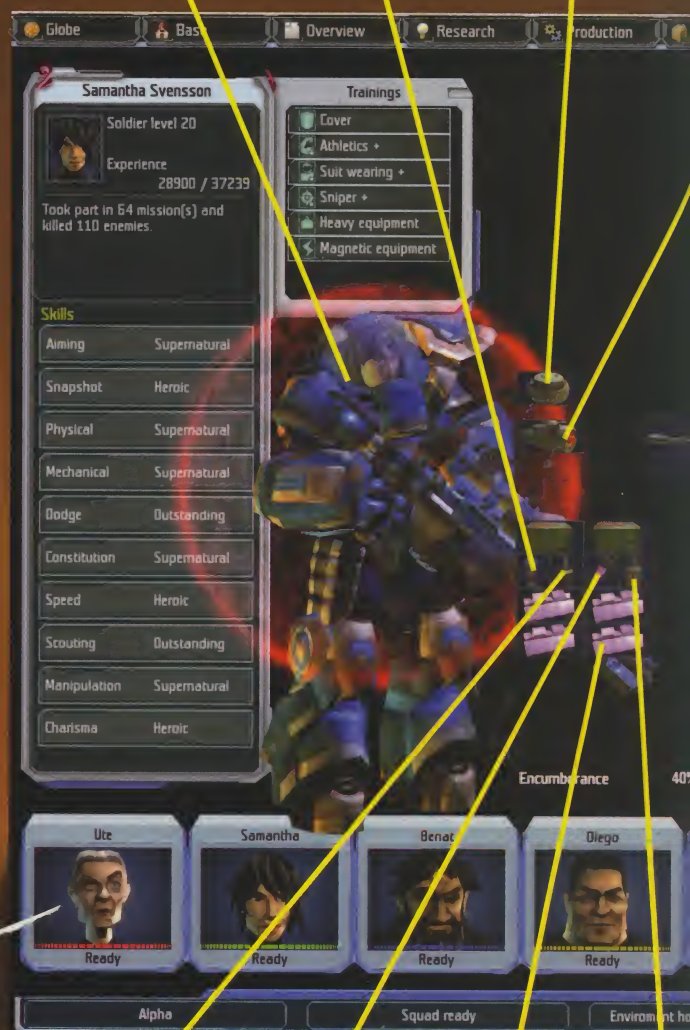 Globe Base Overview Research Production
Samantha Svensson
Soldier level 20
Experience
28900 / 37239
Took part in 64 mission(s) and
killed 110 enemies.
Trainings
Cover
Athletics +
Suit wearing +
Sniper +
Heavy equipment
Magnetic equipment
Skills
Aiming Supernatural
Snapshot Heroic
Physical Supernatural
Mechanical Supernatural
Dodge Outstanding
Constitution Supernatural
Speed Heroic
Scouting Outstanding
Manipulation Supernatural
Charisma Heroic
Encumberance 40%
Ute Samantha Benat Diego
Ready Ready Ready Ready
Alpha Squad ready